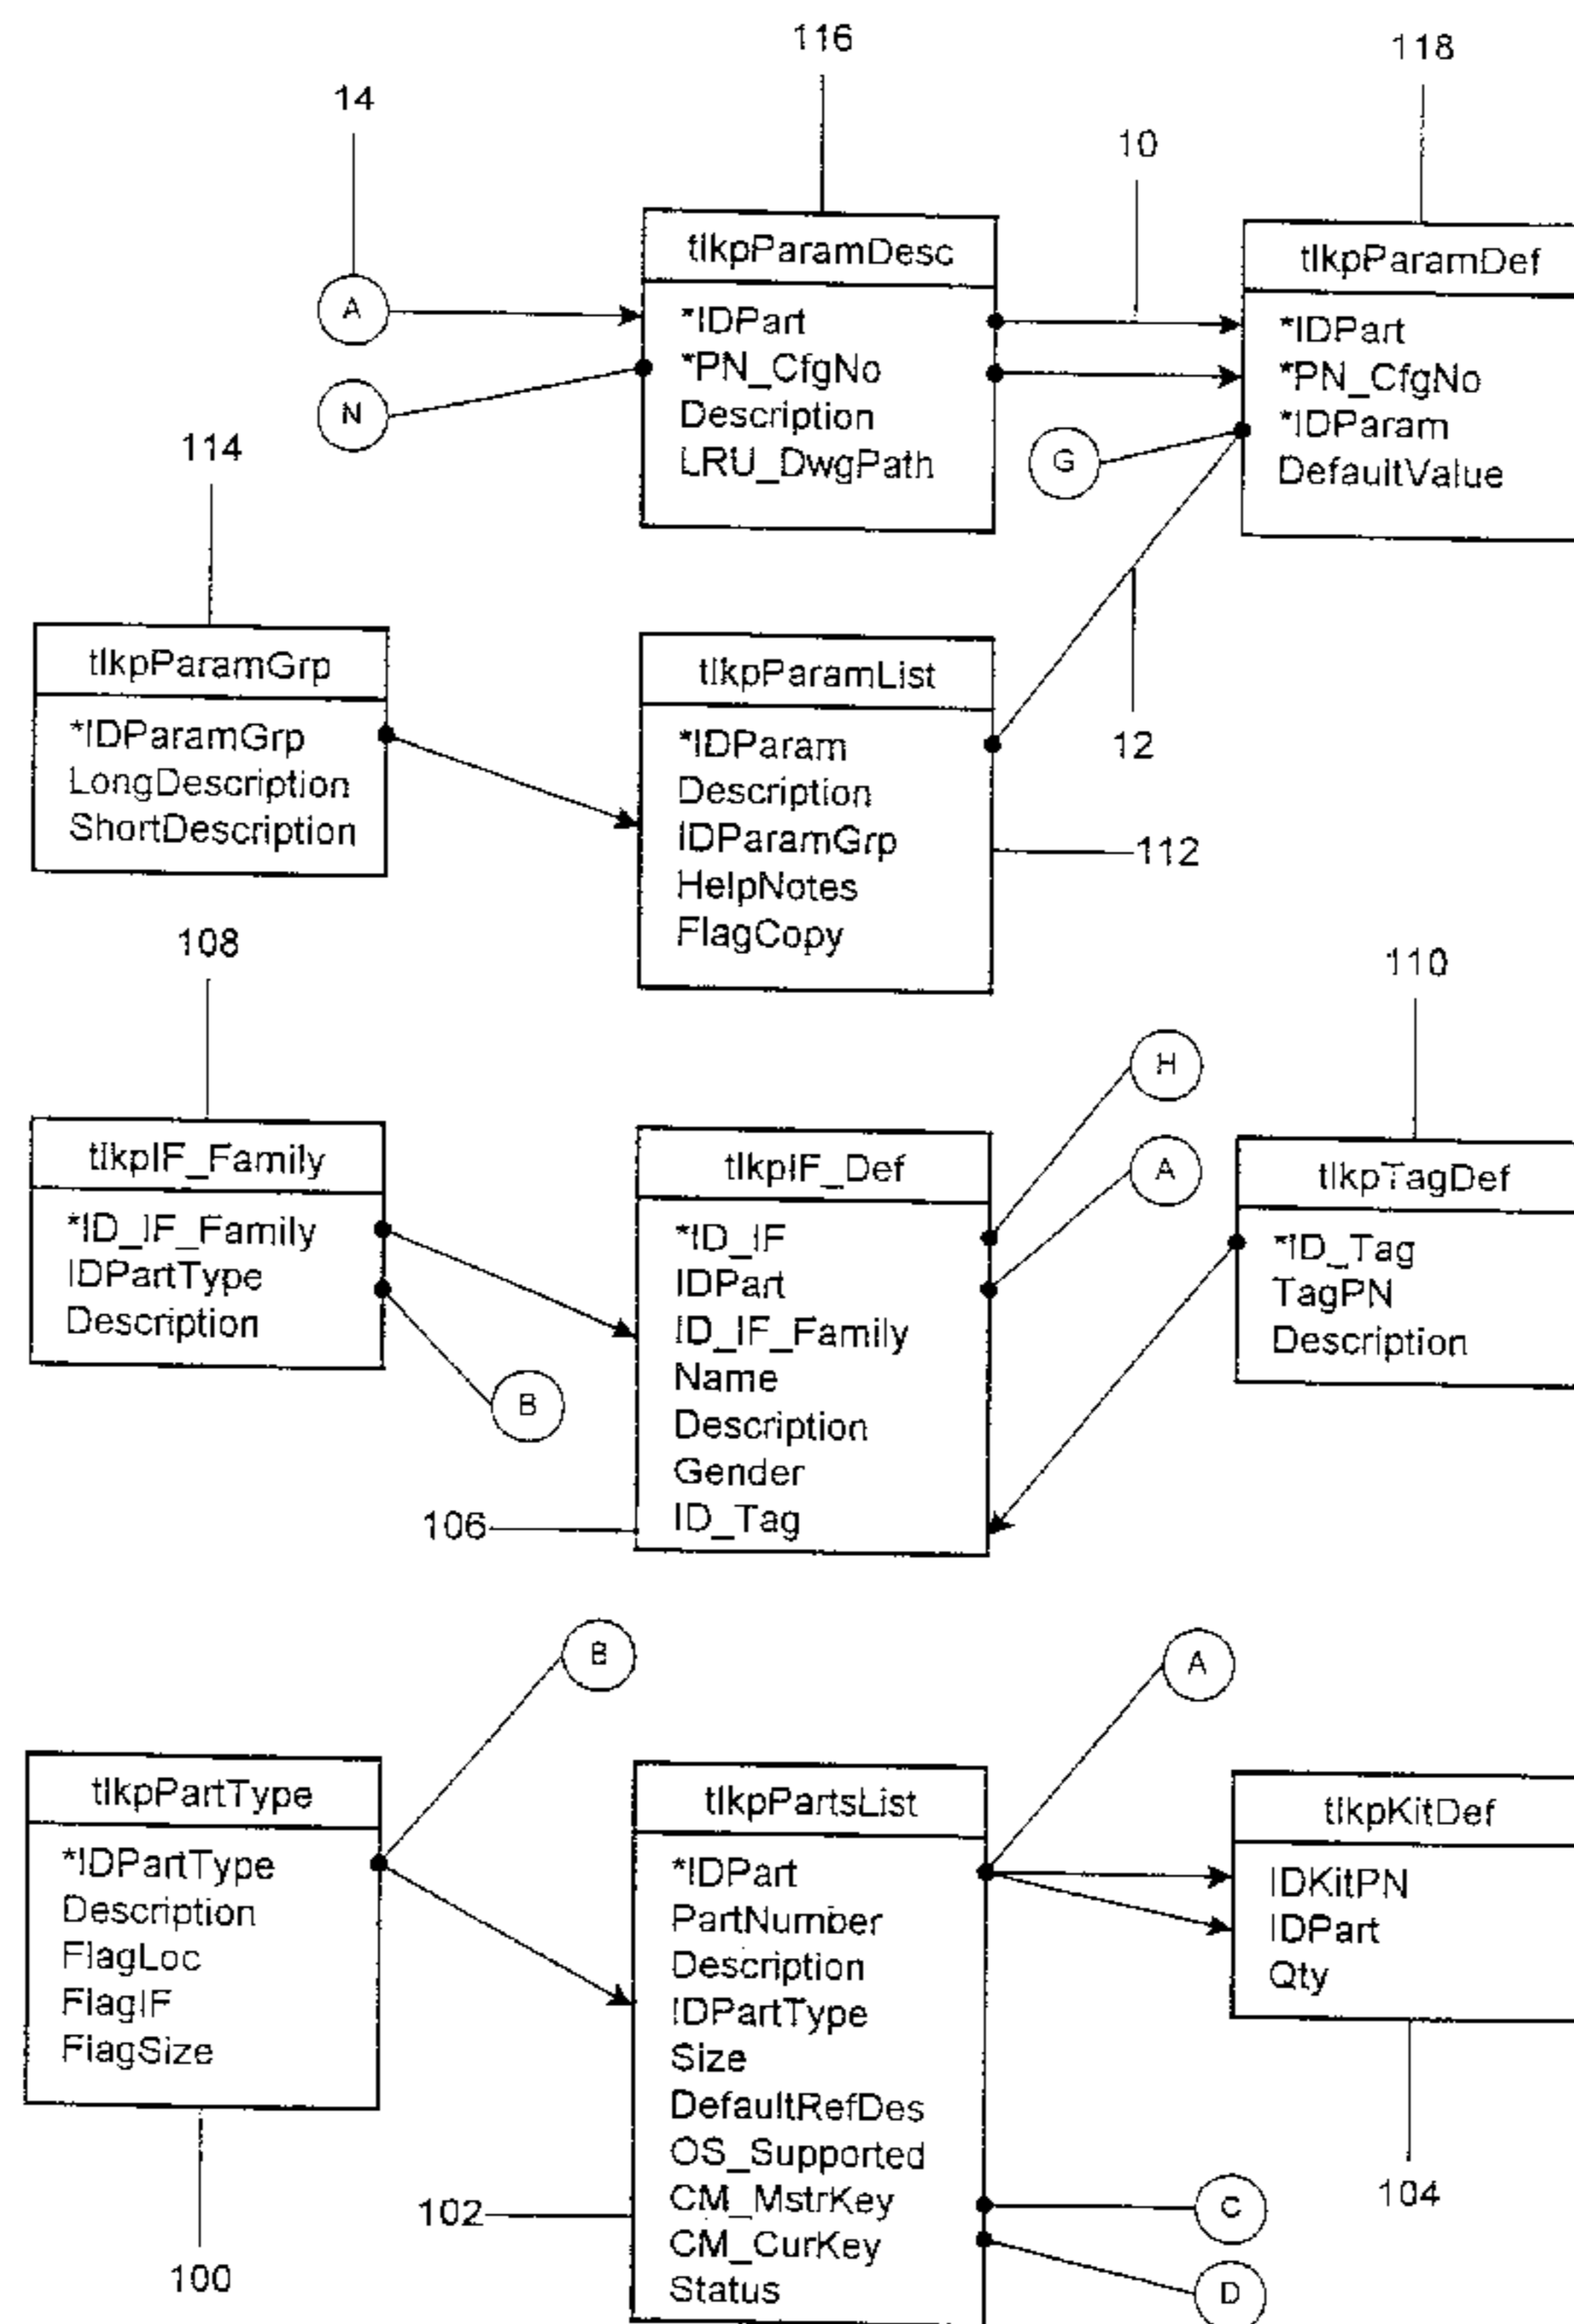 116
118
14
10
tlkpParamDesc
*IDPart
*PN_CfgNo
Description
LRU_DwgPath
tlkpParamDef
*IDPart
*PN_CfgNo
*IDParam
DefaultValue
A
N
G
114
12
tlkpParamGrp
*IDParamGrp
LongDescription
ShortDescription
tlkpParamList
*IDParam
Description
IDParamGrp
HelpNotes
FlagCopy
112
108
110
H
A
tlkpIF_Family
*ID_IF_Family
IDPartType
Description
B
tlkpIF_Def
*ID_IF
IDPart
ID_IF_Family
Name
Description
Gender
ID_Tag
106
tlkpTagDef
*ID_Tag
TagPN
Description
B
A
tlkpPartType
*IDPartType
Description
FlagLoc
FlagIF
FlagSize
100
tlkpPartsList
*IDPart
PartNumber
Description
IDPartType
Size
DefaultRefDes
OS_Supported
CM_MstrKey
CM_CurKey
Status
102
tlkpKitDef
IDKitPN
IDPart
Qty
104
C
D